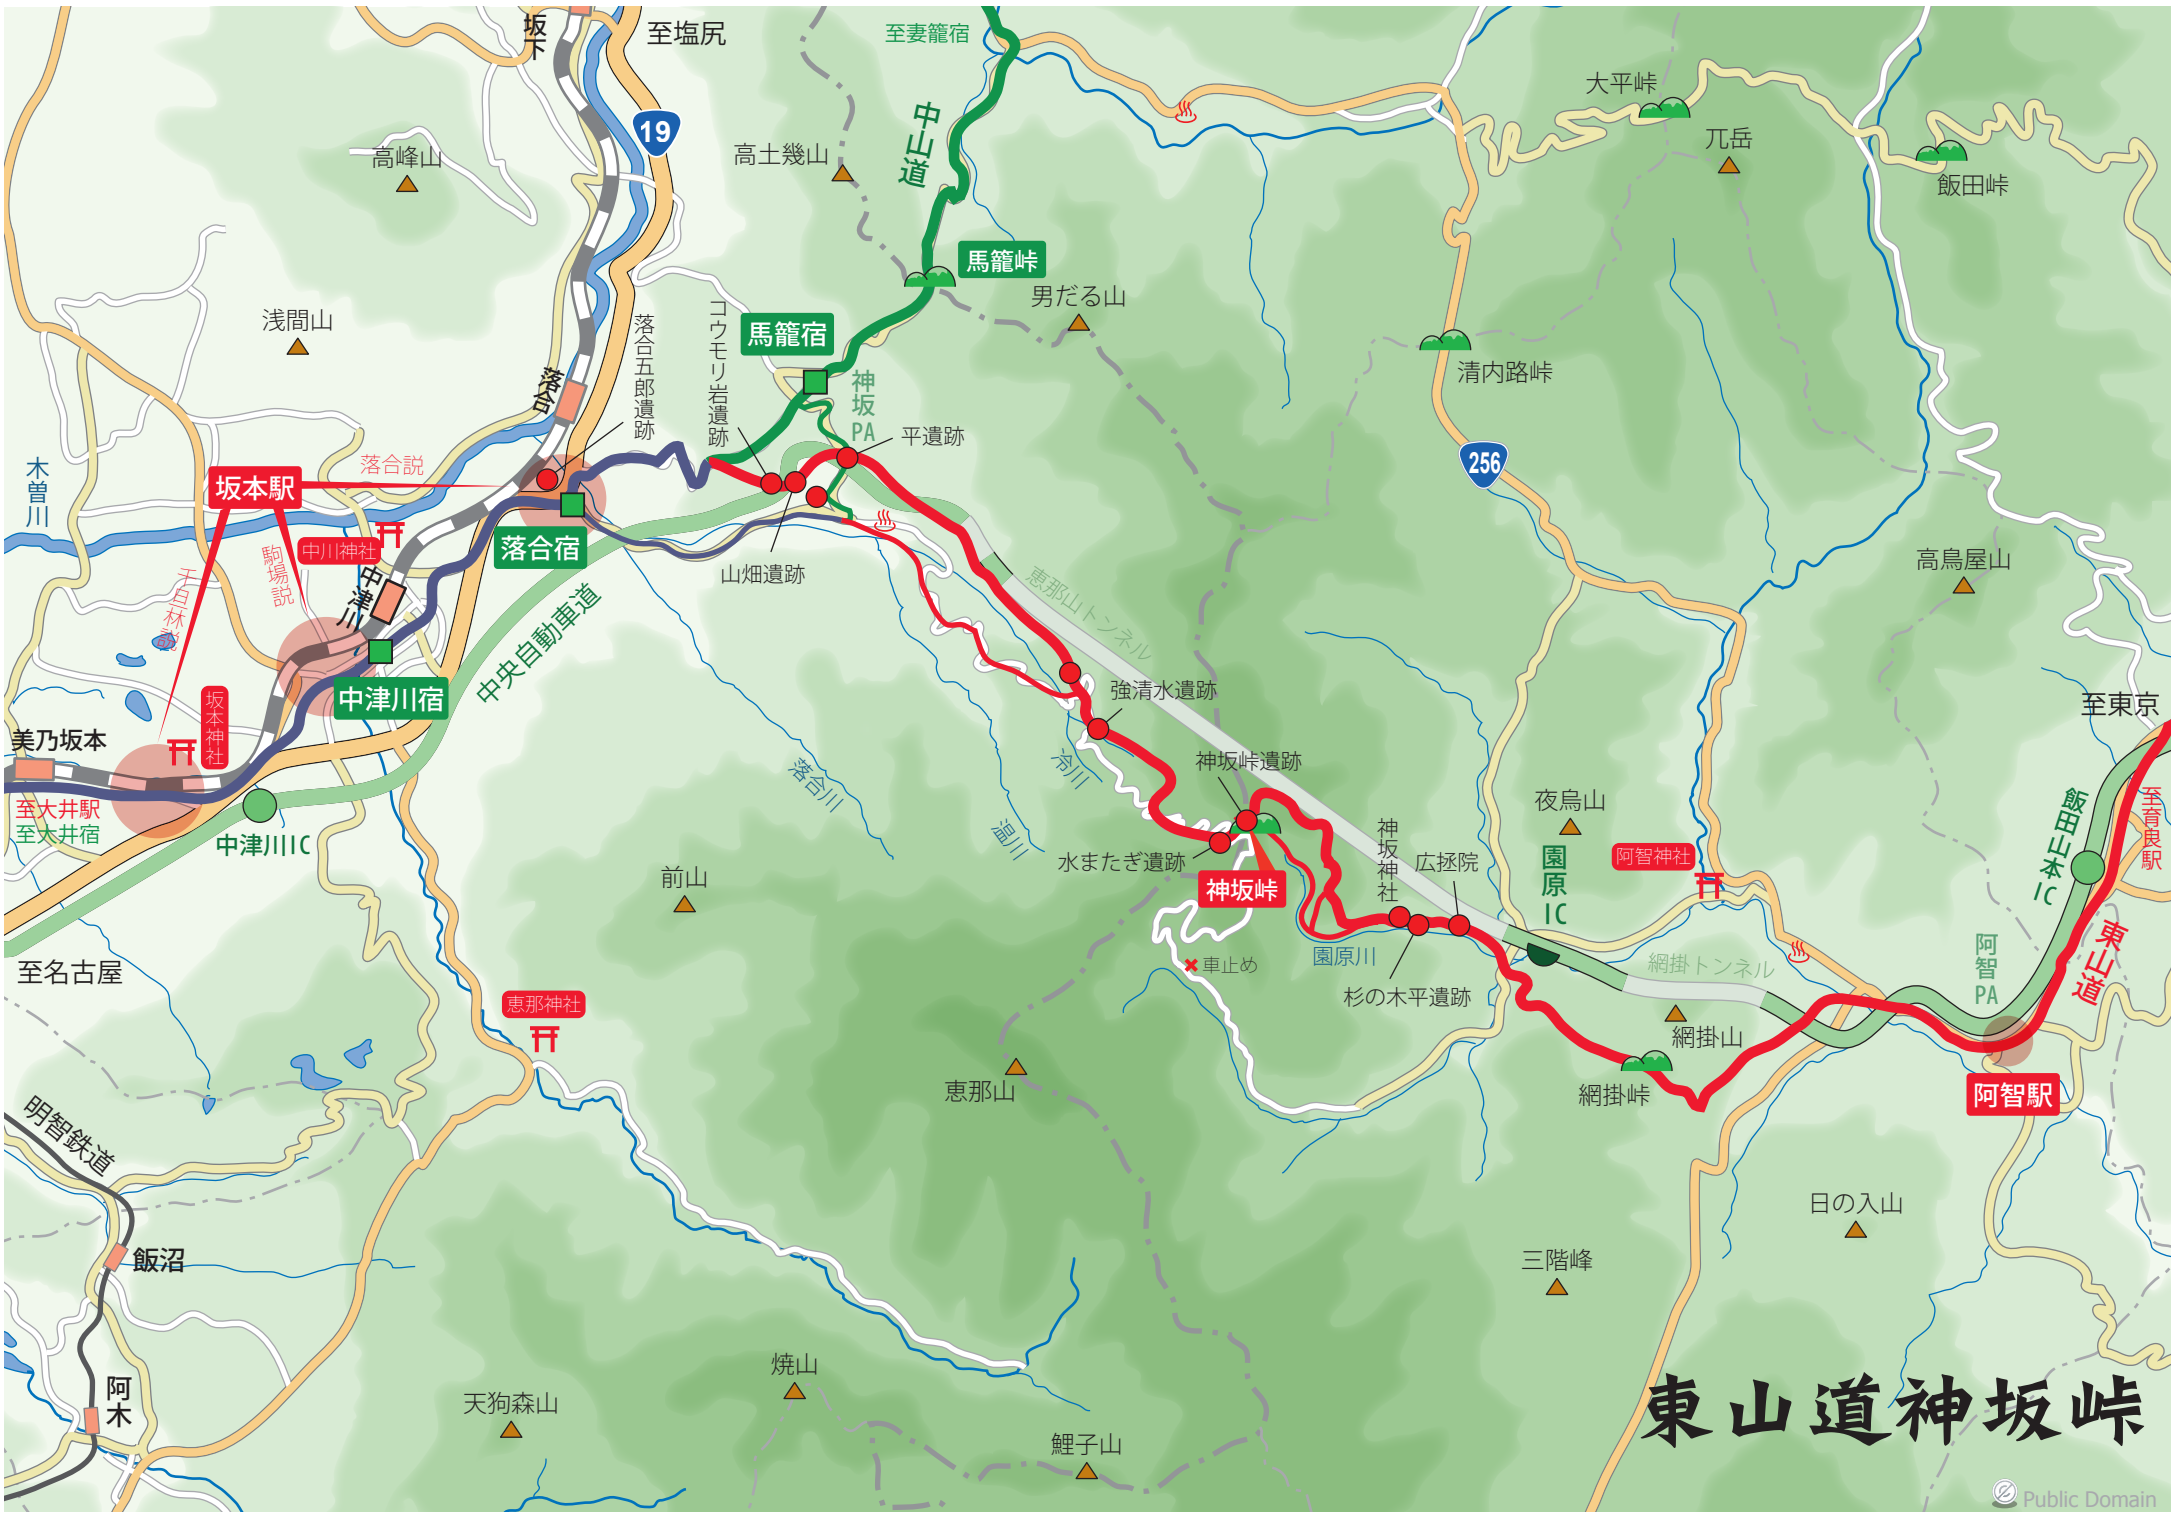 坂下
至塩尻
至妻籠宿
19
中山道
高峰山
高土幾山
大平峠
兀岳
飯田峠
馬籠峠
男だる山
浅間山
落合五郎遺跡
コウモリ岩遺跡
馬籠宿
清内路峠
落合
神坂PA
平遺跡
256
木曽川
落合説
坂本駅
中川神社
駒場説
千旦林説
中津川
落合宿
山畑遺跡
恵那山トンネル
高鳥屋山
中央自動車道
中津川宿
坂本神社
美乃坂本
至大井駅
至大井宿
中津川IC
強清水遺跡
冷川
落合川
温川
神坂峠遺跡
水またぎ遺跡
神坂峠
神坂神社
広拯院
夜烏山
園原IC
阿智神社
至東京
飯田山本IC
至育良駅
東山道
阿智PA
前山
至名古屋
車止め
園原川
杉の木平遺跡
網掛トンネル
網掛山
網掛峠
阿智駅
恵那神社
恵那山
明智鉄道
飯沼
阿木
日の入山
三階峰
焼山
天狗森山
鯉子山
東山道神坂峠
Public Domain